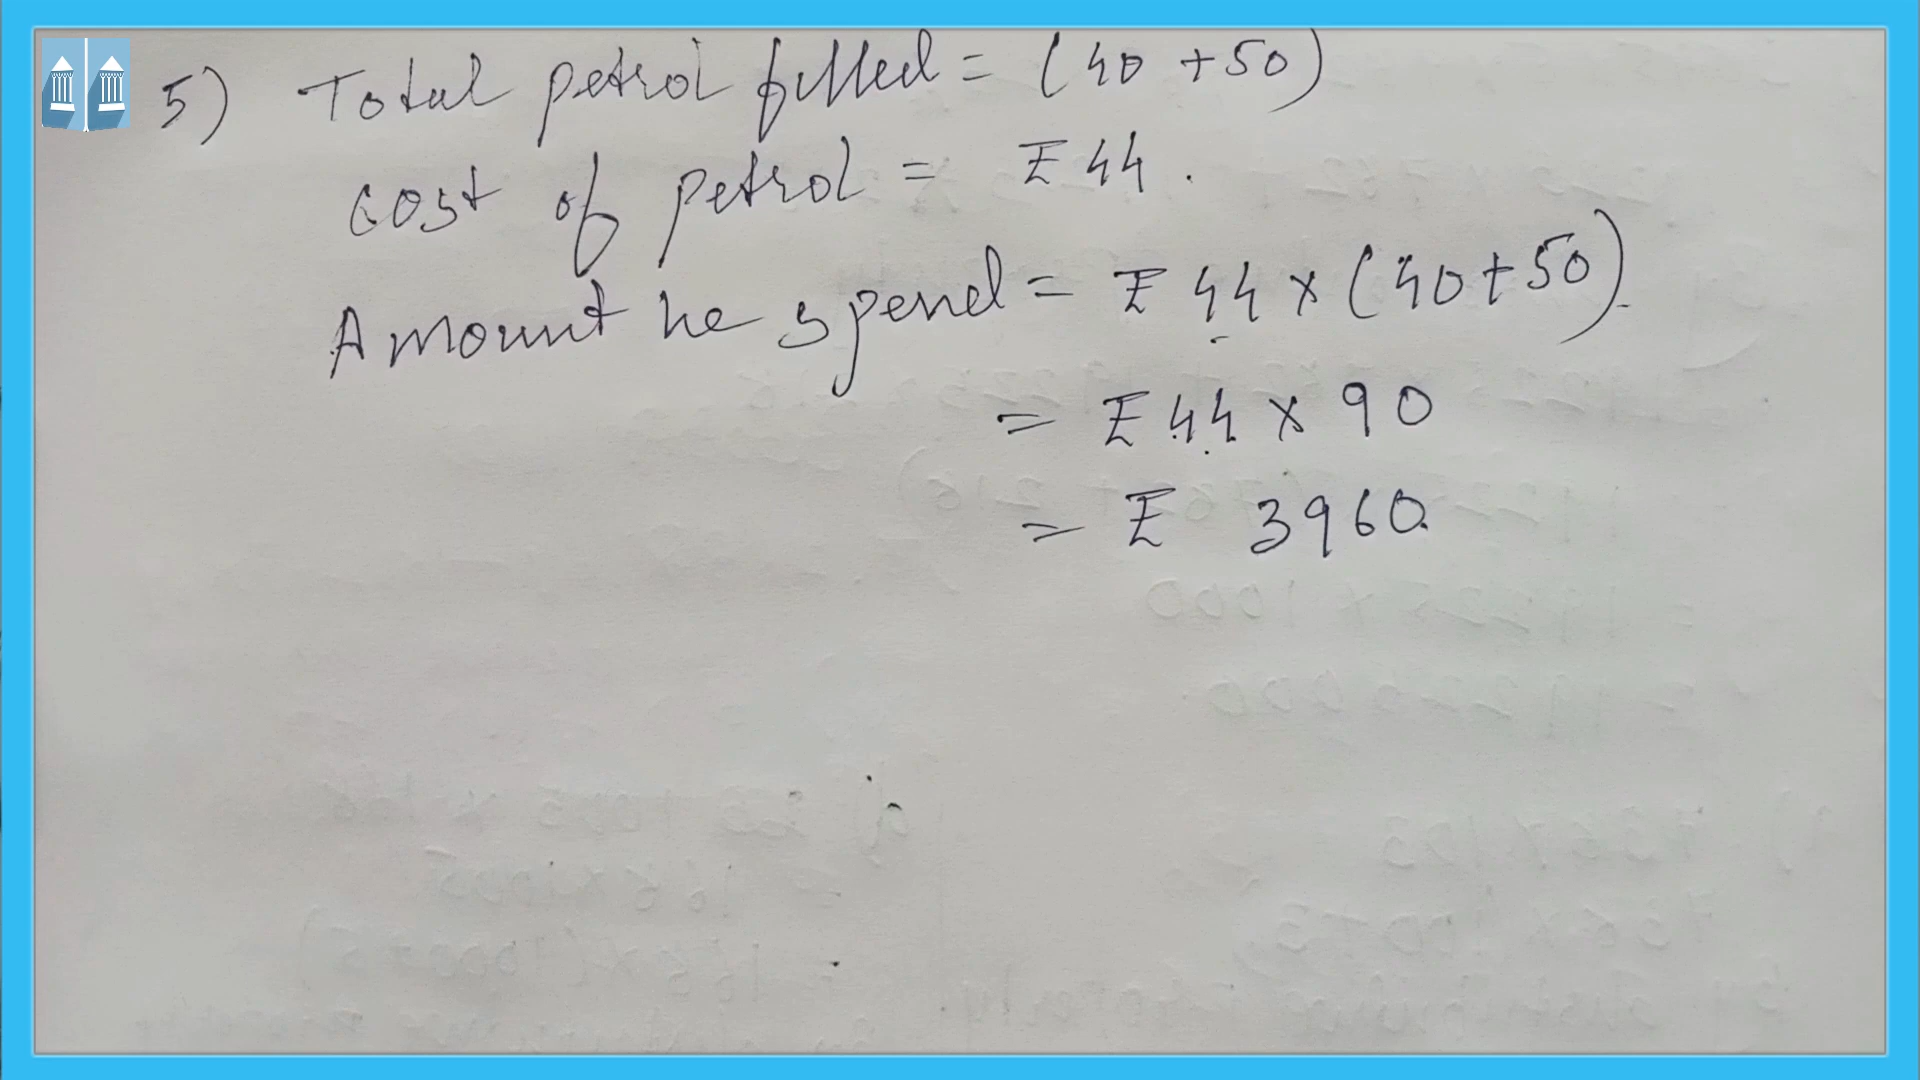 5) Total petrol filled = (40 + 50)
cost of petrol = ₹ 44 .
Amount he spend = ₹ 44 × (40 + 50)
= ₹ 44 × 90
= ₹ 3960.